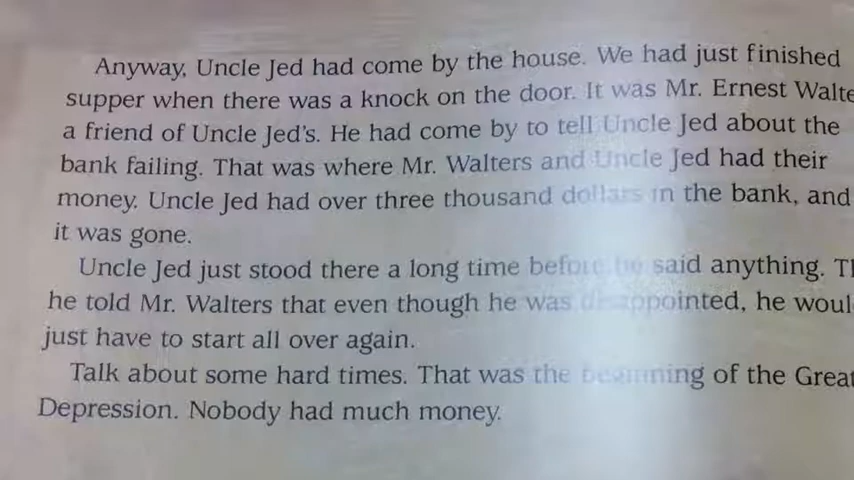 Anyway, Uncle Jed had come by the house. We had just finished
supper when there was a knock on the door. It was Mr. Ernest Walte
a friend of Uncle Jed's. He had come by to tell Uncle Jed about the
bank failing. That was where Mr. Walters and Uncle Jed had their
money. Uncle Jed had over three thousand dollars in the bank, and
it was gone.
Uncle Jed just stood there a long time before he said anything. Th
he told Mr. Walters that even though he was disappointed, he woul
just have to start all over again.
Talk about some hard times. That was the beginning of the Great
Depression. Nobody had much money.